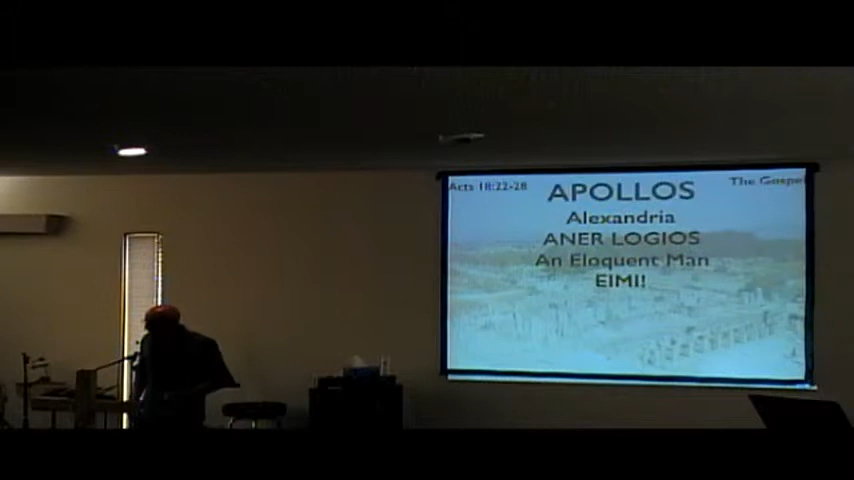 Acts 18:22-28
The Gospel
APOLLOS
Alexandria
ANER LOGIOS
An Eloquent Man
EIMI!